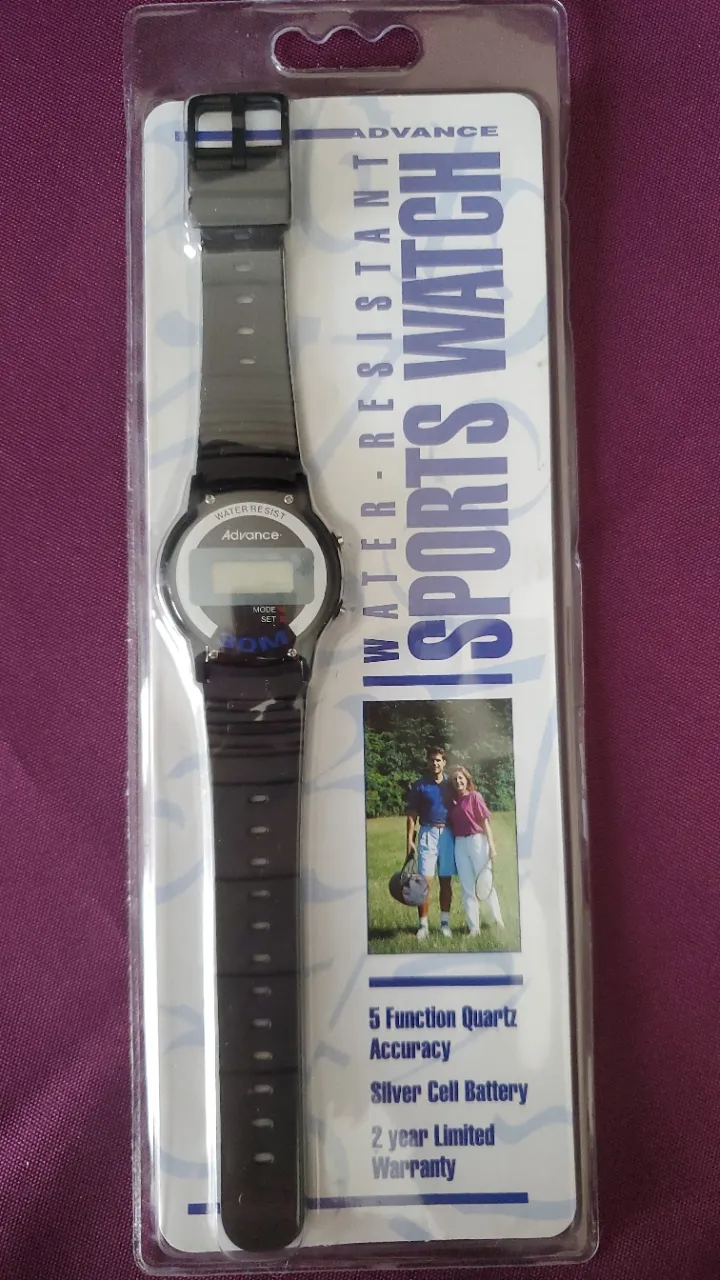 ADVANCE
WATER-RESISTANT
SPORTS WATCH
WATER RESIST
Advance
MODE
SET
30M
5 Function Quartz
Accuracy
Silver Cell Battery
2 year Limited
Warranty